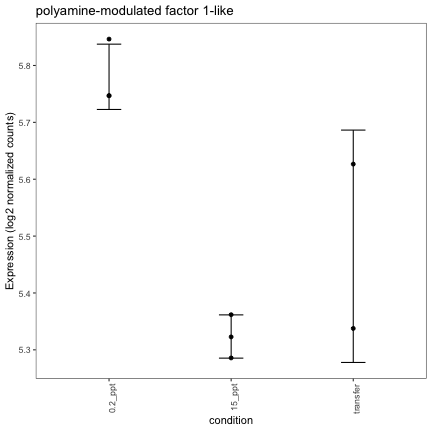 polyamine-modulated factor 1-like
Expression (log2 normalized counts)
5.8
5.7
5.6
5.5
5.4
5.3
0.2_ppt
15_ppt
transfer
condition